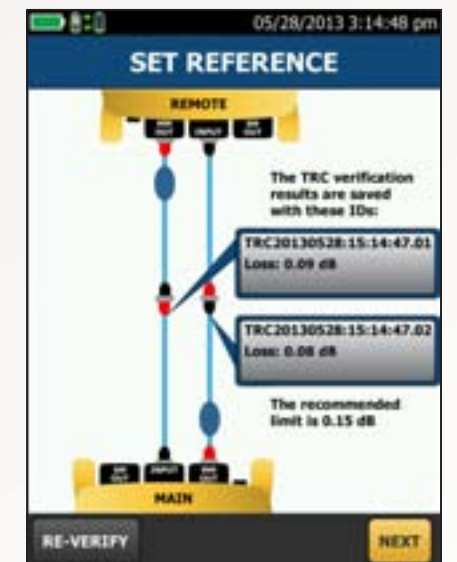 05/28/2013 3:14:48 pm
SET REFERENCE
REMOTE
INPUT
The TRC verification
results are saved
with these IDs:
TRC20130528:15:14:47.01
Loss: 0.09 dB
TRC20130528:15:14:47.02
Loss: 0.08 dB
The recommended
limit is 0.15 dB
INPUT
MAIN
RE-VERIFY
NEXT